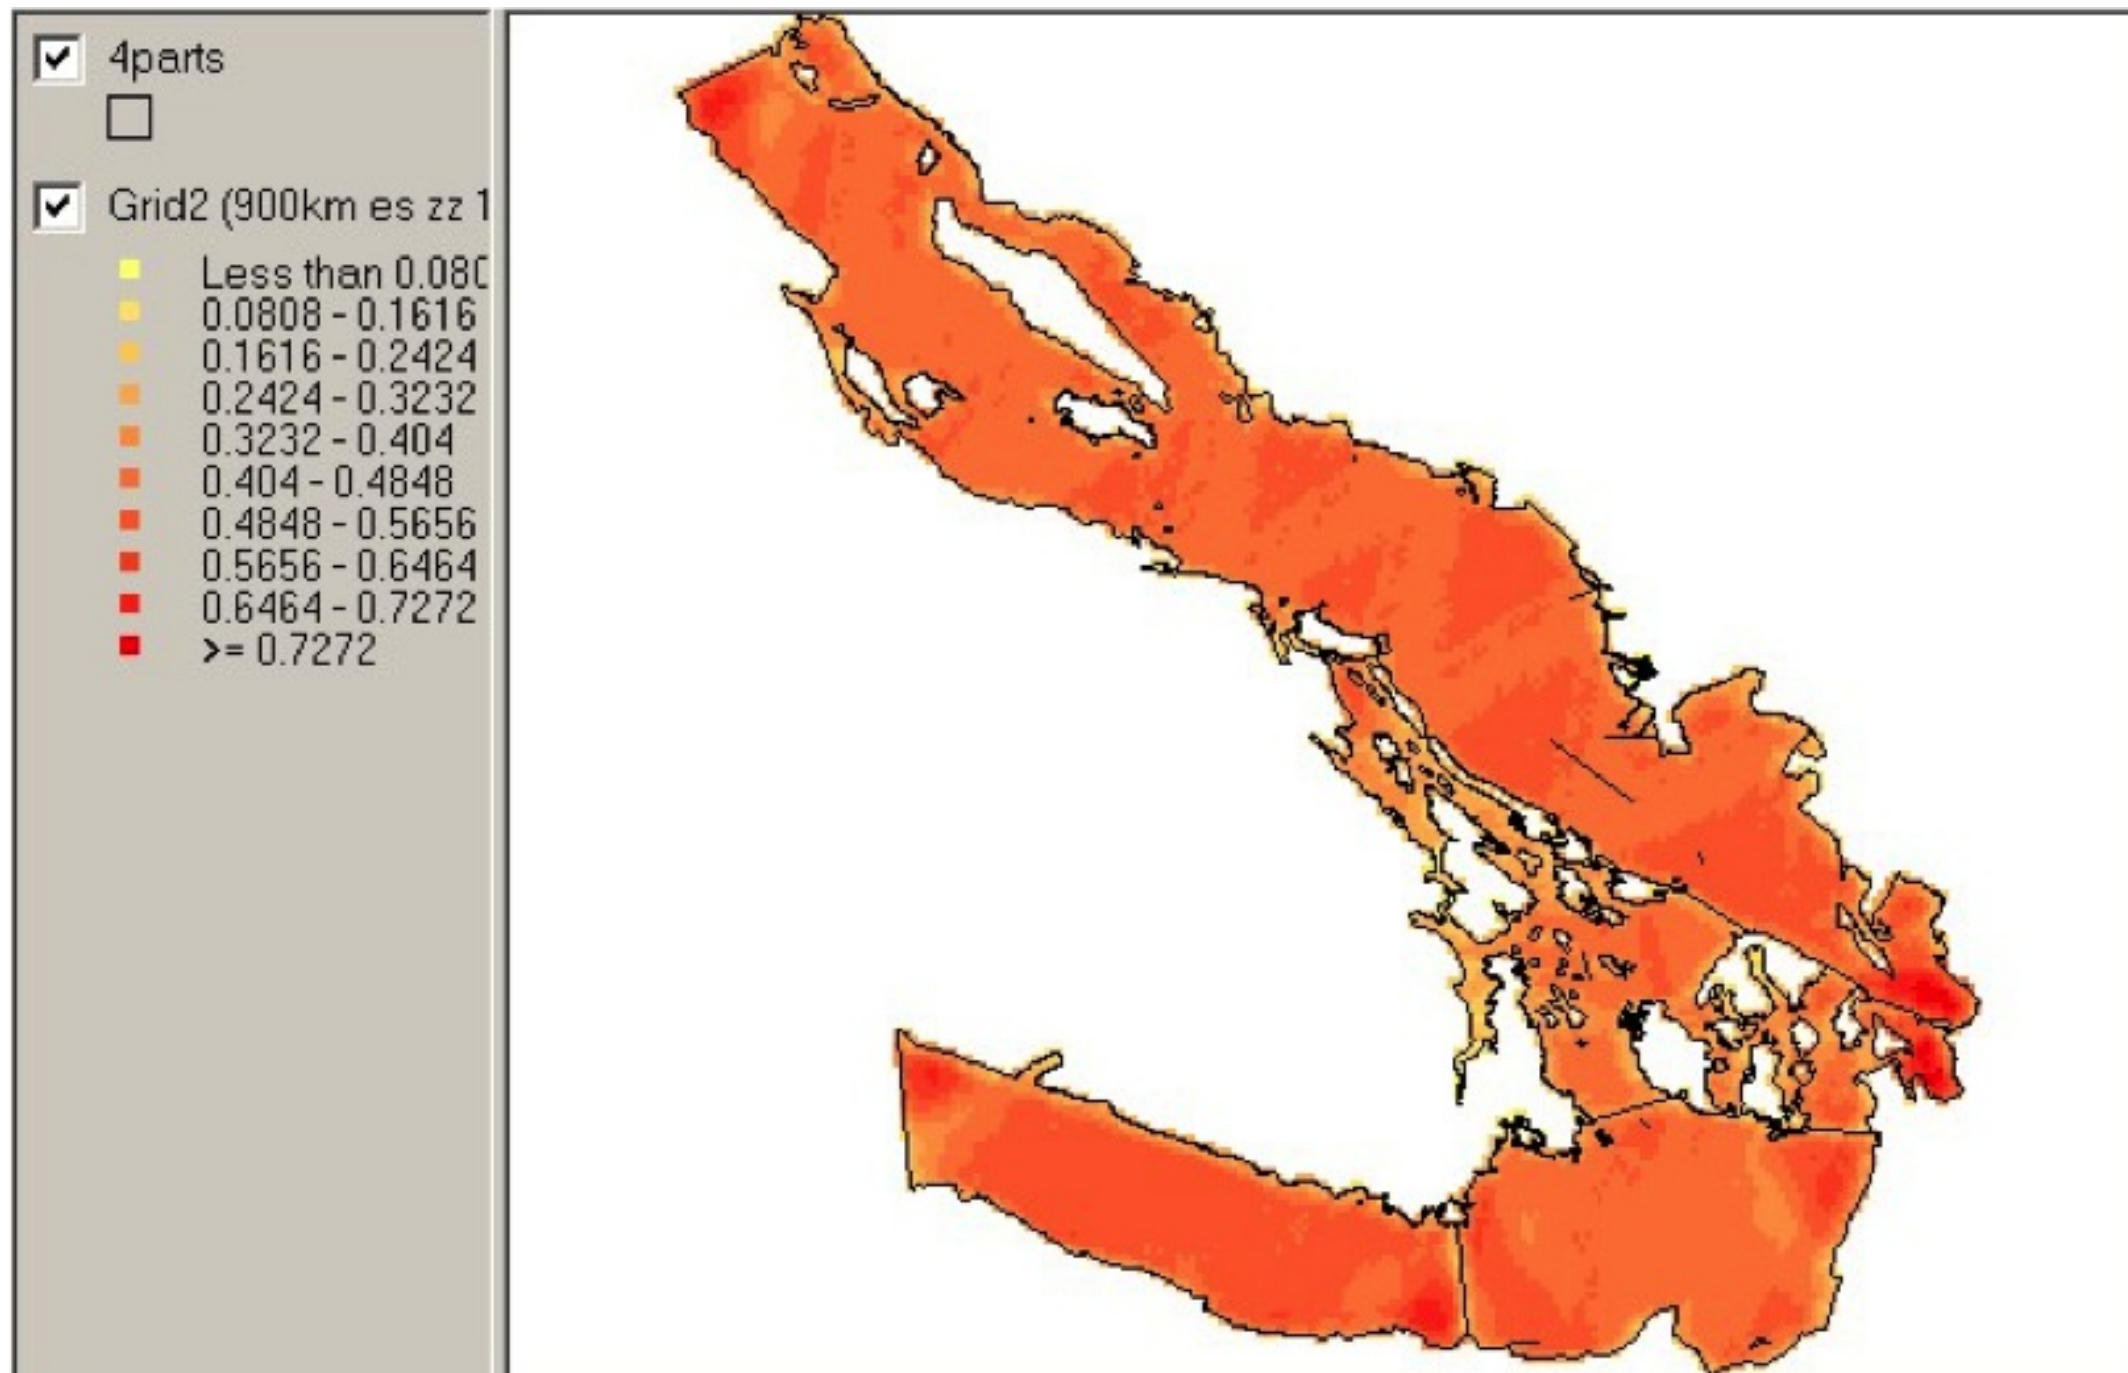 4parts
Grid2 (900km es zz 1
Less than 0.080
0.0808 - 0.1616
0.1616 - 0.2424
0.2424 - 0.3232
0.3232 - 0.404
0.404 - 0.4848
0.4848 - 0.5656
0.5656 - 0.6464
0.6464 - 0.7272
>= 0.7272